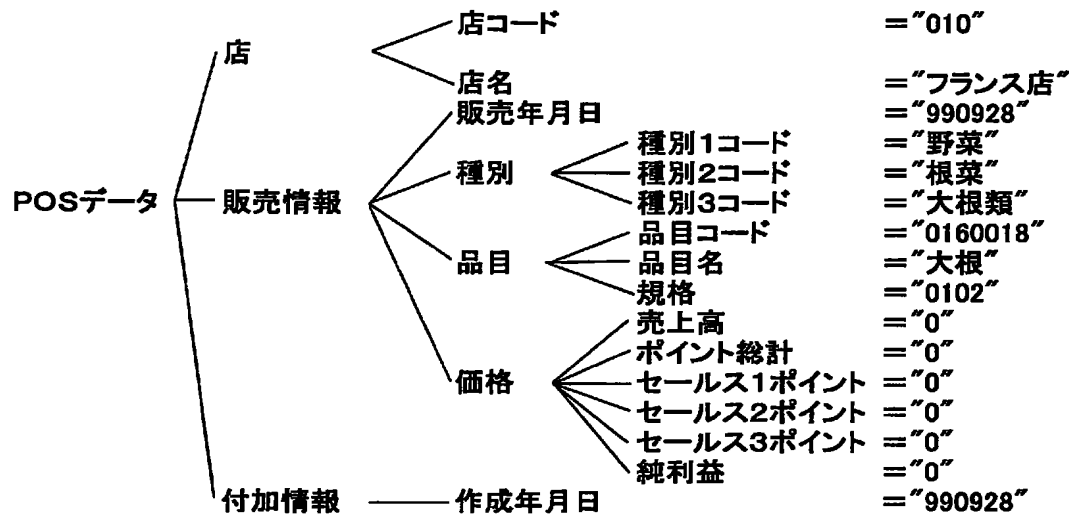 店コード ="010"
店
店名 ="フランス店"
販売年月日 ="990928"
種別1コード ="野菜"
種別 種別2コード ="根菜"
POSデータ 販売情報 種別3コード ="大根類"
品目コード ="0160018"
品目 品目名 ="大根"
規格 ="0102"
売上高 ="0"
ポイント総計 ="0"
価格 セールス1ポイント ="0"
セールス2ポイント ="0"
セールス3ポイント ="0"
純利益 ="0"
付加情報 作成年月日 ="990928"